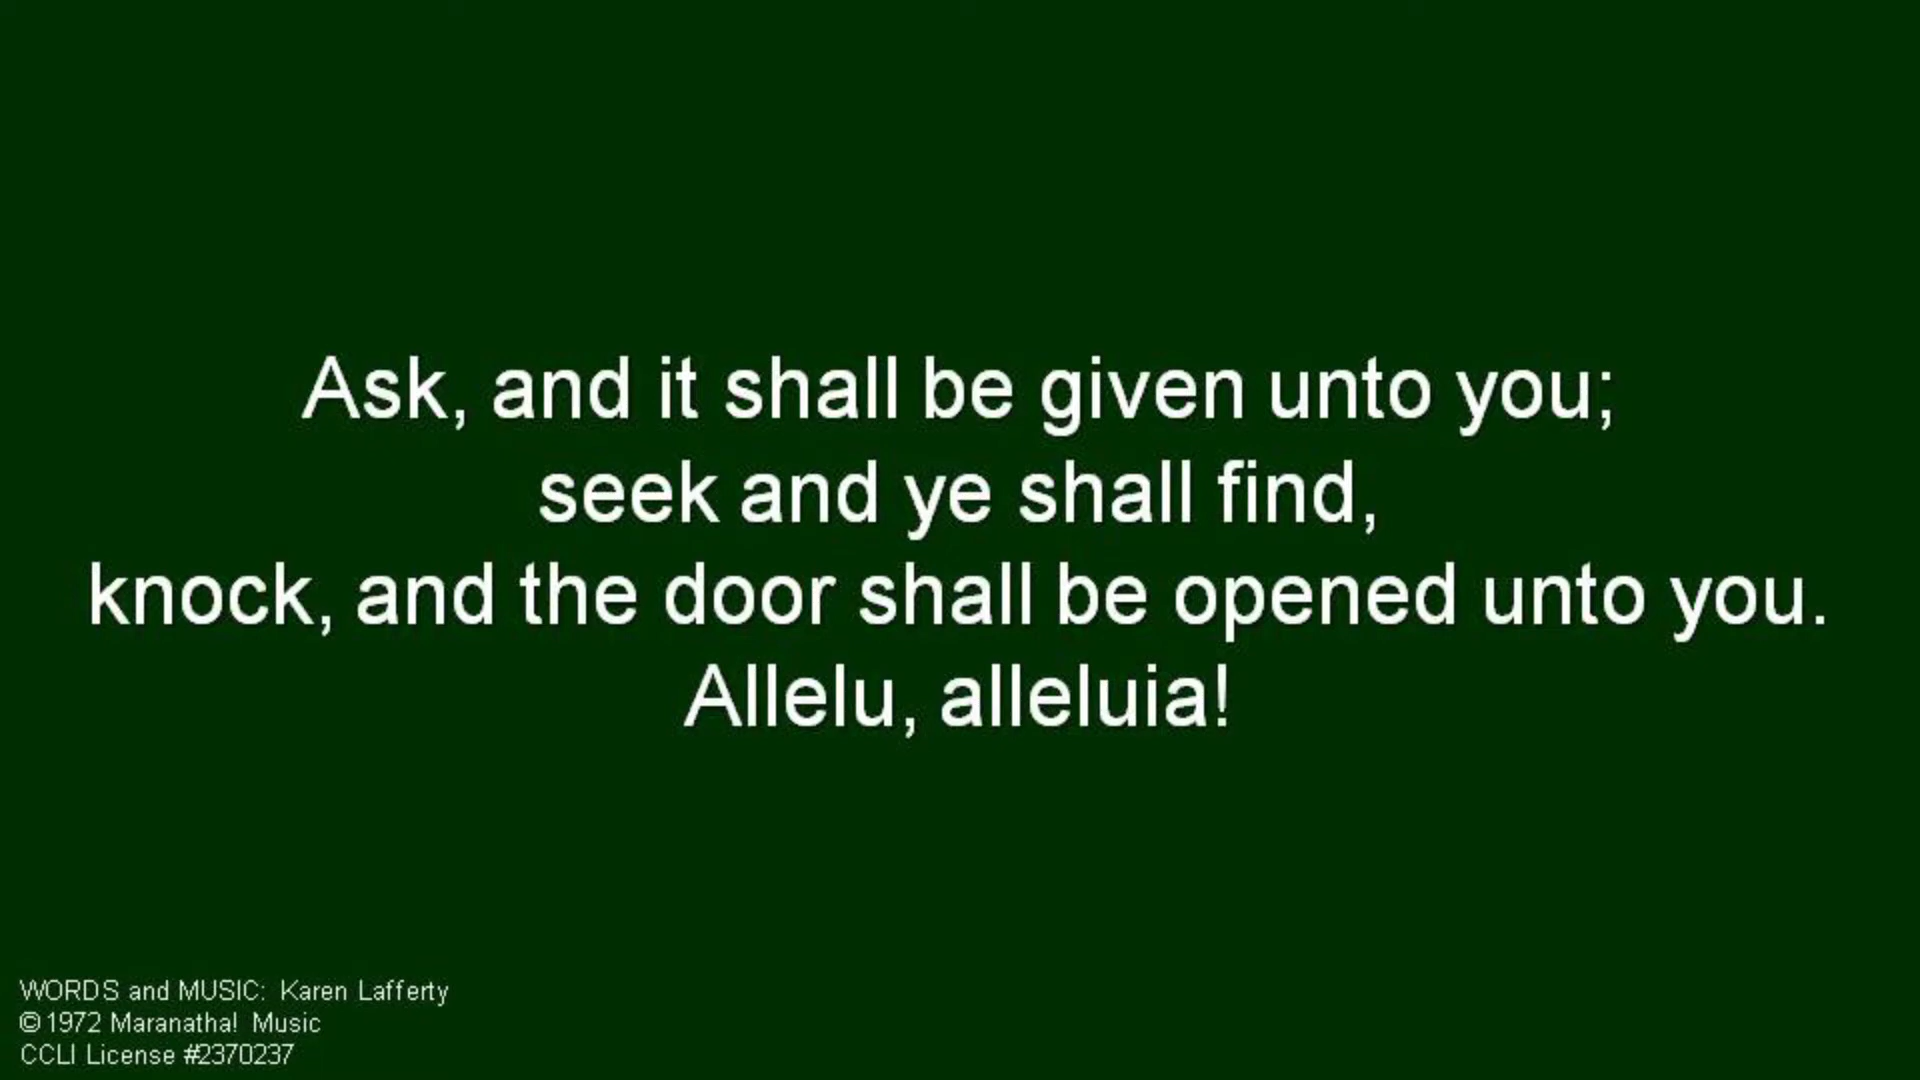 Ask, and it shall be given unto you;
seek and ye shall find,
knock, and the door shall be opened unto you.
Allelu, alleluia!
WORDS and MUSIC: Karen Lafferty
©1972 Maranatha! Music
CCLI License #2370237